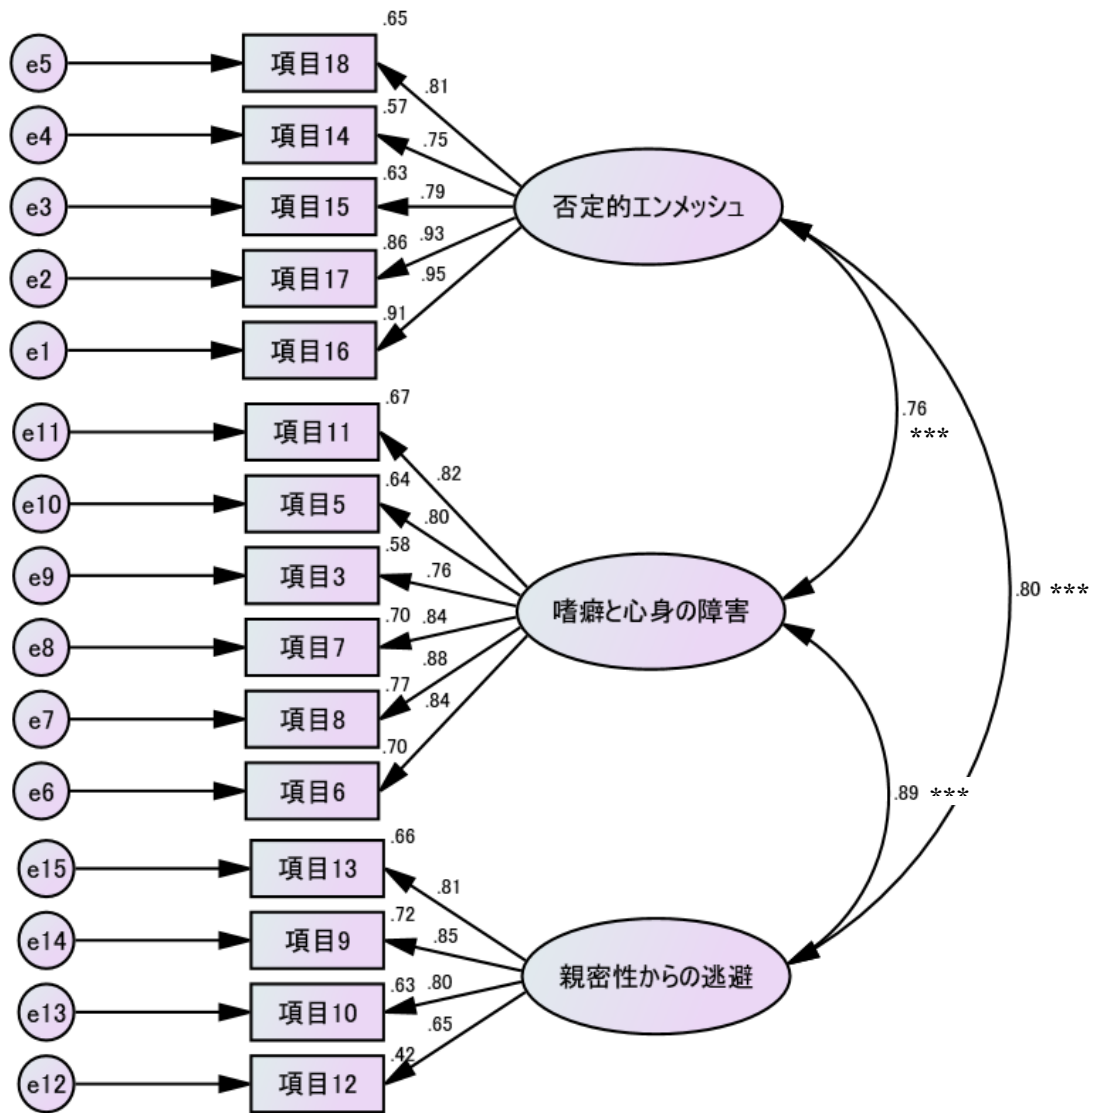 .65
e5 項目18
.81
.57
e4 項目14
.75
.63
e3 項目15
.79
否定的エンメッシュ
.86 .93
e2 項目17
.95
.91
e1 項目16
.67
e11 項目11
.76
***
.82
.64
e10 項目5
.80
.58
e9 項目3
.76
.80 ***
.70 .84
嗜癖と心身の障害
e8 項目7
.88
.77
e7 項目8
.84
.70
e6 項目6
.89 ***
.66
e15 項目13
.81
.72
e14 項目9
.85
.63 .80
親密性からの逃避
e13 項目10
.65
.42
e12 項目12